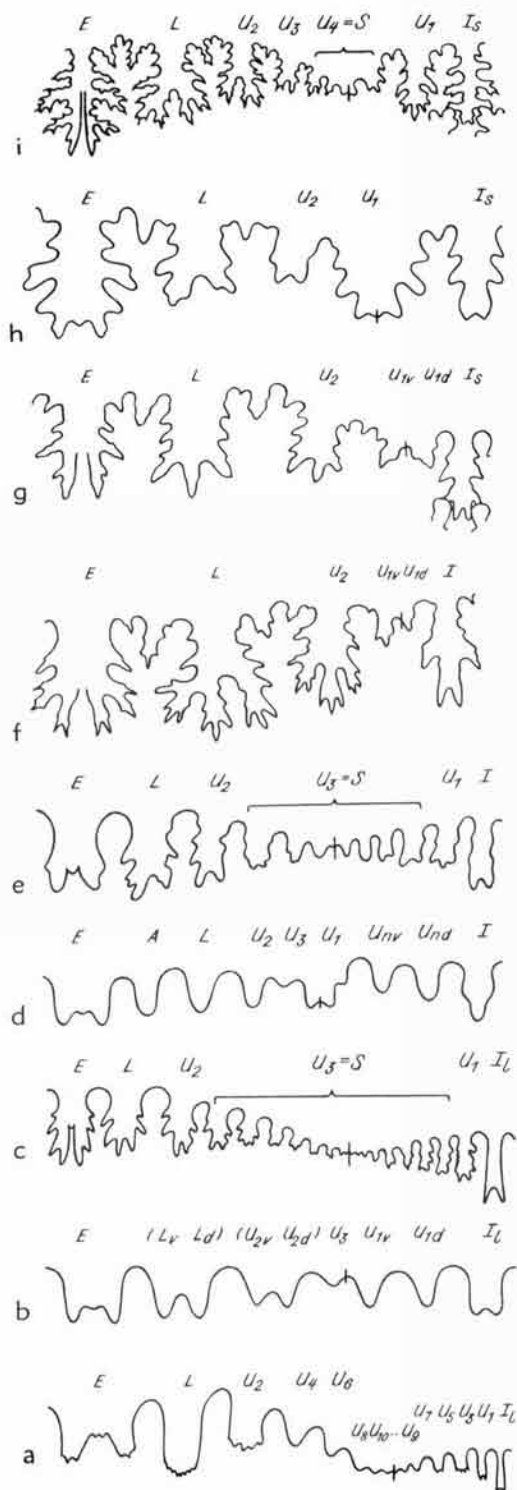 E L U₂ U₃ U₄=S U₁ Iₛ
i
E L U₂ U₁ Iₛ
h
E L U₂ U₁ᵥ U₁d Iₛ
g
E L U₂ U₁ᵥ U₁d I
f
E L U₂ U₃=S U₁ I
e
E A L U₂ U₃ U₁ Uₙᵥ Uₙd I
d
E L U₂ U₃=S U₁ Iₗ
c
E (Lᵥ Ld) (U₂ᵥ U₂d) U₃ U₁ᵥ U₁d Iₗ
b
E L U₂ U₄ U₆
U₈U₁₀..U₉ U₇ U₅ U₃ U₁ Iₗ
a